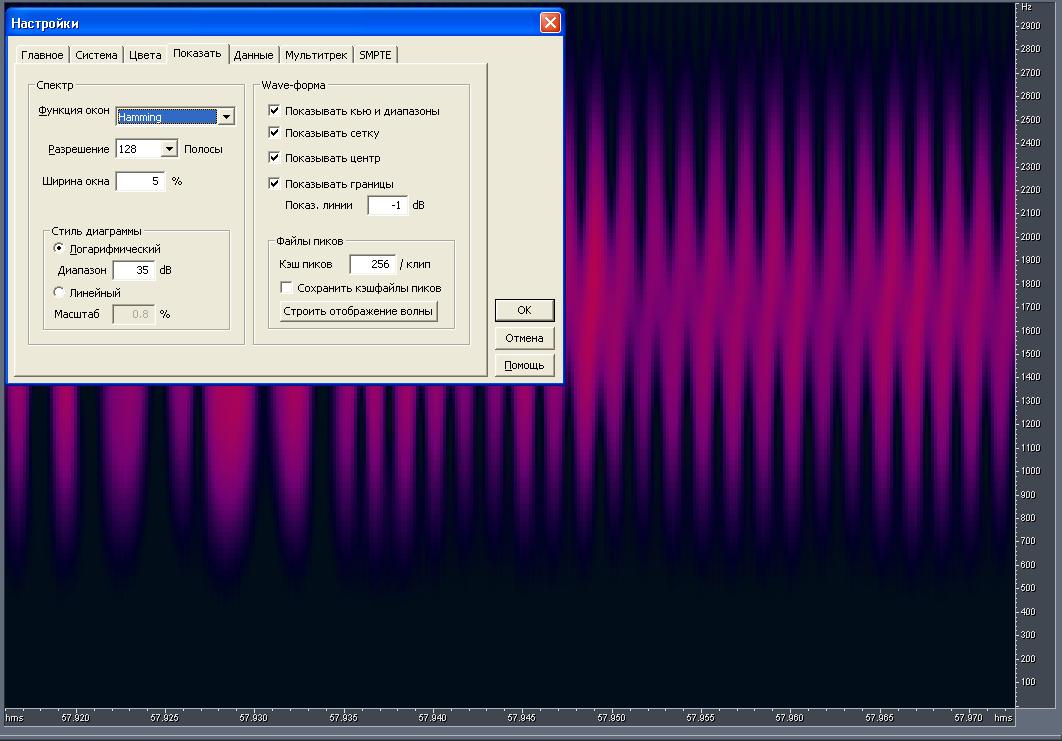 Настройки
Главное Система Цвета Показать Данные Мультитрек SMPTE
Спектр
Функция окон Hamming
Разрешение 128 Полосы
Ширина окна 5 %
Стиль диаграммы
Логарифмический
Диапазон 35 dB
Линейный
Масштаб 0.8 %
Wave-форма
Показывать кью и диапазоны
Показывать сетку
Показывать центр
Показывать границы
Показ. линии -1 dB
Файлы пиков
Кэш пиков 256 / клип
Сохранить кэшфайлы пиков
Строить отображение волны
OK
Отмена
Помощь
Hz
2900
2800
2700
2600
2500
2400
2300
2200
2100
2000
1900
1800
1700
1600
1500
1400
1300
1200
1100
1000
900
800
700
600
500
400
300
200
100
hms 57.920 57.925 57.930 57.935 57.940 57.945 57.950 57.955 57.960 57.965 57.970 hms